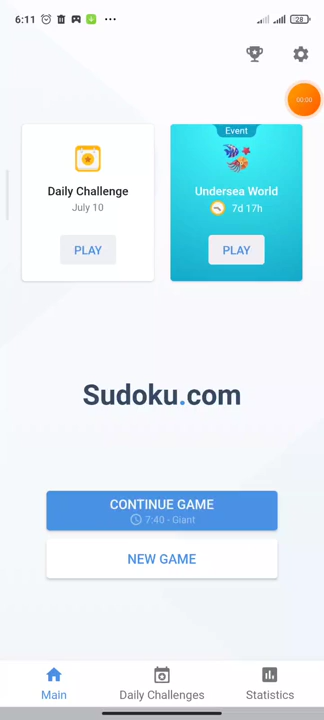 6:11
28
00:00
Event
Daily Challenge
July 10
PLAY
Undersea World
7d 17h
PLAY
Sudoku.com
CONTINUE GAME
7:40 - Giant
NEW GAME
Main
Daily Challenges
Statistics